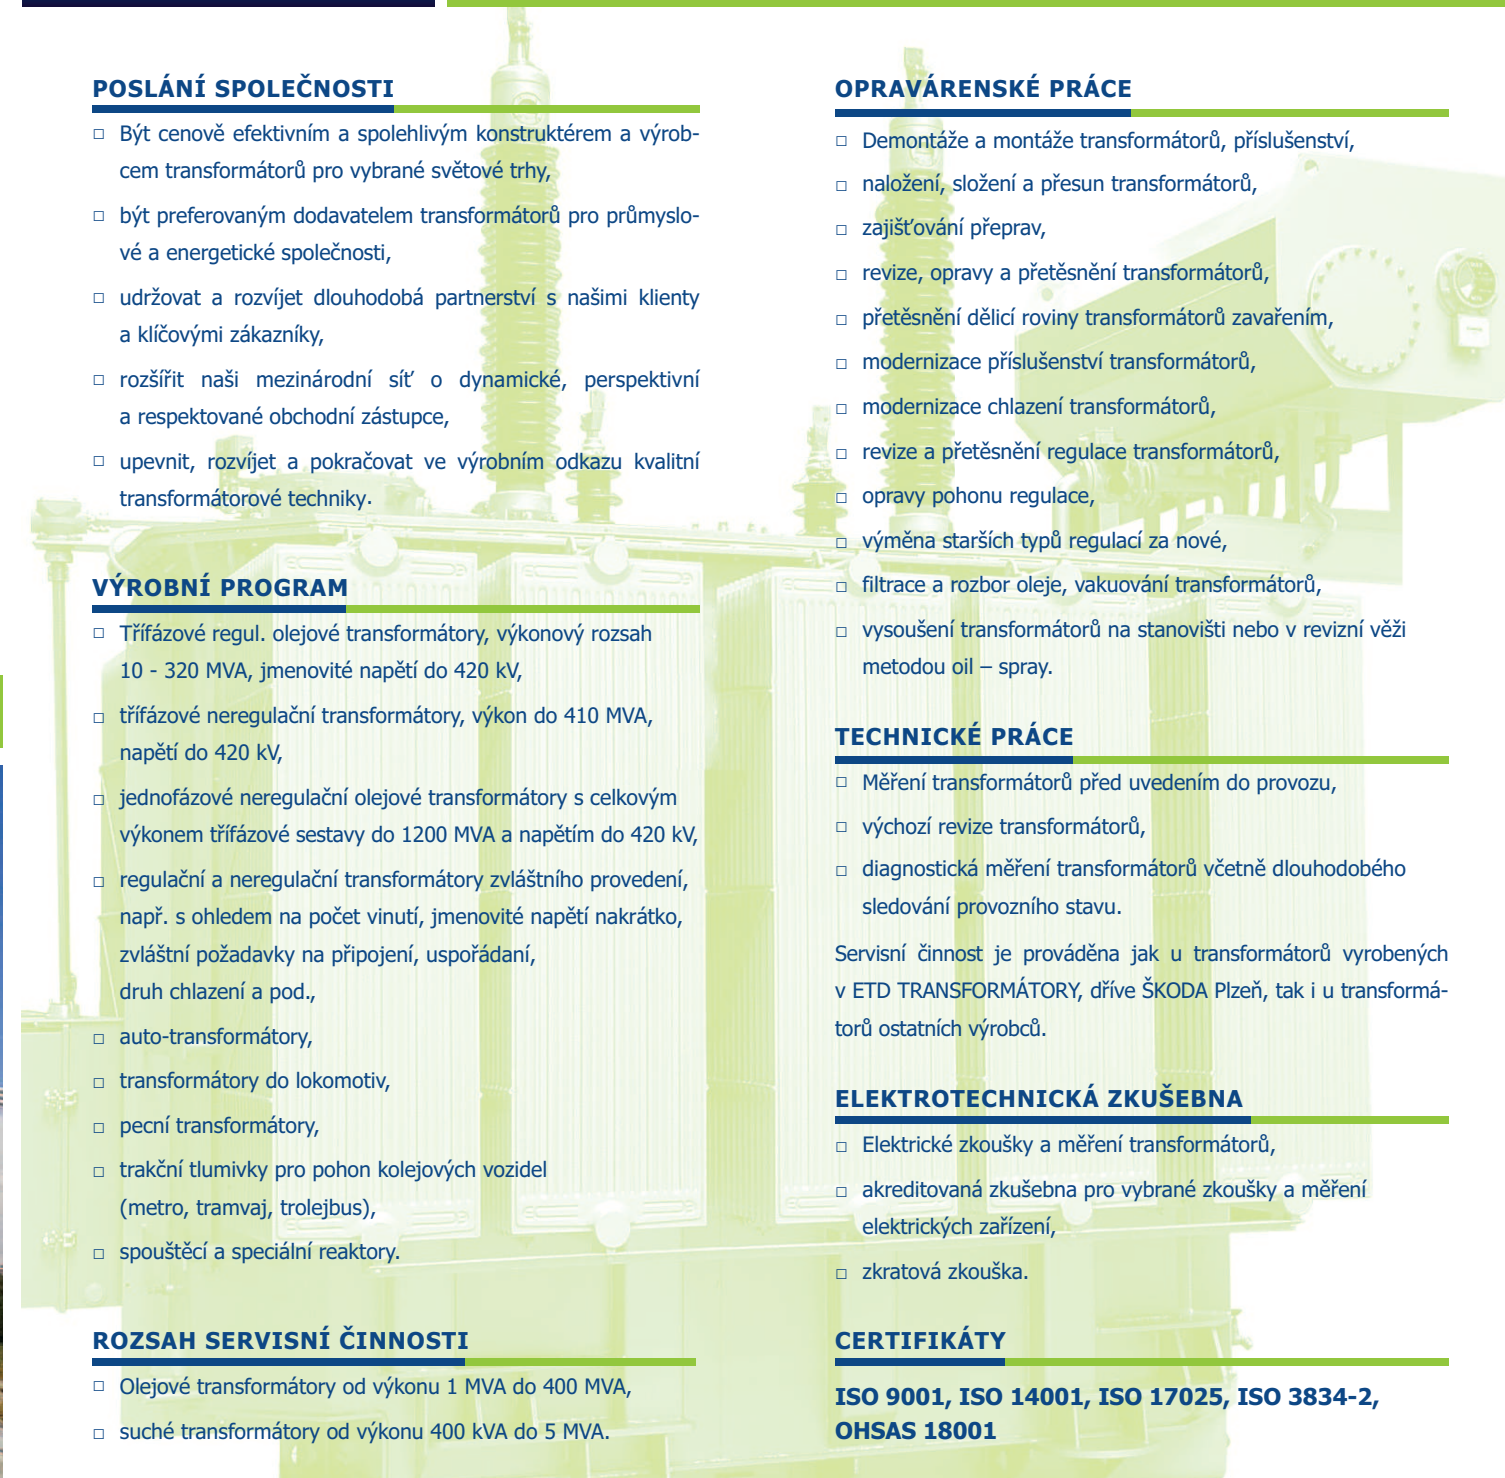 POSLÁNÍ SPOLEČNOSTI
□ Být cenově efektivním a spolehlivým konstruktérem a výrob-
cem transformátorů pro vybrané světové trhy,
□ být preferovaným dodavatelem transformátorů pro průmyslo-
vé a energetické společnosti,
□ udržovat a rozvíjet dlouhodobá partnerství s našimi klienty
a klíčovými zákazníky,
□ rozšířit naši mezinárodní síť o dynamické, perspektivní
a respektované obchodní zástupce,
□ upevnit, rozvíjet a pokračovat ve výrobním odkazu kvalitní
transformátorové techniky.
VÝROBNÍ PROGRAM
□ Třífázové regul. olejové transformátory, výkonový rozsah
10 - 320 MVA, jmenovité napětí do 420 kV,
□ třífázové neregulační transformátory, výkon do 410 MVA,
napětí do 420 kV,
□ jednofázové neregulační olejové transformátory s celkovým
výkonem třífázové sestavy do 1200 MVA a napětím do 420 kV,
□ regulační a neregulační transformátory zvláštního provedení,
např. s ohledem na počet vinutí, jmenovité napětí nakrátko,
zvláštní požadavky na připojení, uspořádaní,
druh chlazení a pod.,
□ auto-transformátory,
□ transformátory do lokomotiv,
□ pecní transformátory,
□ trakční tlumivky pro pohon kolejových vozidel
(metro, tramvaj, trolejbus),
□ spouštěcí a speciální reaktory.
ROZSAH SERVISNÍ ČINNOSTI
□ Olejové transformátory od výkonu 1 MVA do 400 MVA,
□ suché transformátory od výkonu 400 kVA do 5 MVA.
OPRAVÁRENSKÉ PRÁCE
□ Demontáže a montáže transformátorů, příslušenství,
□ naložení, složení a přesun transformátorů,
□ zajišťování přeprav,
□ revize, opravy a přetěsnění transformátorů,
□ přetěsnění dělicí roviny transformátorů zavařením,
□ modernizace příslušenství transformátorů,
□ modernizace chlazení transformátorů,
□ revize a přetěsnění regulace transformátorů,
□ opravy pohonu regulace,
□ výměna starších typů regulací za nové,
□ filtrace a rozbor oleje, vakuování transformátorů,
□ vysoušení transformátorů na stanovišti nebo v revizní věži
metodou oil – spray.
TECHNICKÉ PRÁCE
□ Měření transformátorů před uvedením do provozu,
□ výchozí revize transformátorů,
□ diagnostická měření transformátorů včetně dlouhodobého
sledování provozního stavu.
Servisní činnost je prováděna jak u transformátorů vyrobených
v ETD TRANSFORMÁTORY, dříve ŠKODA Plzeň, tak i u transformá-
torů ostatních výrobců.
ELEKTROTECHNICKÁ ZKUŠEBNA
□ Elektrické zkoušky a měření transformátorů,
□ akreditovaná zkušebna pro vybrané zkoušky a měření
elektrických zařízení,
□ zkratová zkouška.
CERTIFIKÁTY
ISO 9001, ISO 14001, ISO 17025, ISO 3834-2,
OHSAS 18001